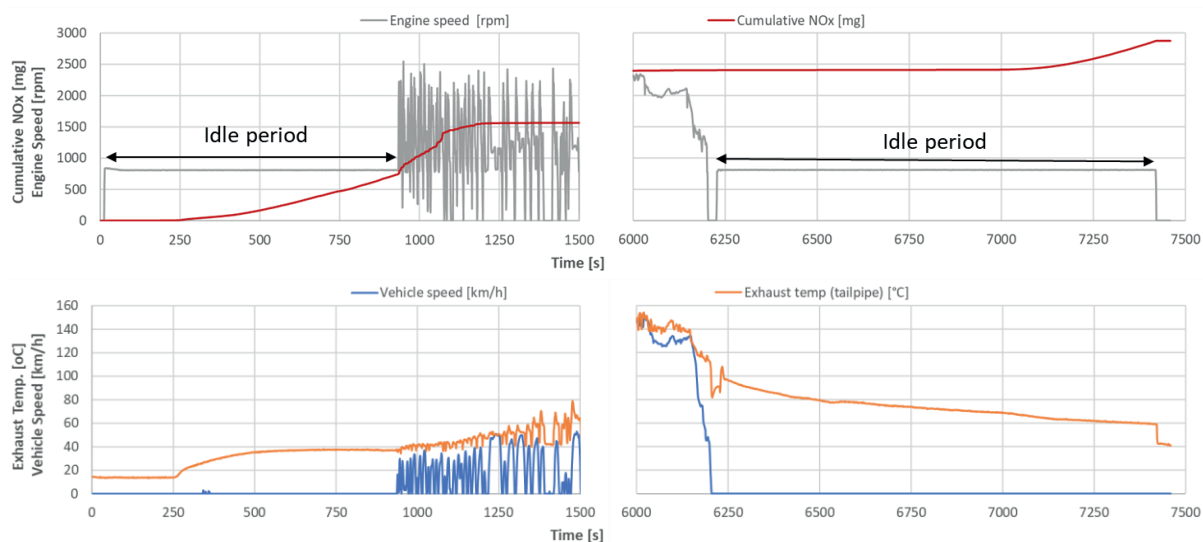 Engine speed [rpm]
Cumulative NOx [mg]
Cumulative NOx [mg]
Engine Speed [rpm]
3000
2500
2000
1500
1000
500
0
Idle period
Idle period
0 250 500 750 1000 1250 1500
6000 6250 6500 6750 7000 7250 7500
Time [s]
Vehicle speed [km/h]
Exhaust temp (tailpipe) [°C]
Exhaust Temp. [oC]
Vehicle Speed [km/h]
160
140
120
100
80
60
40
20
0
0 250 500 750 1000 1250 1500
6000 6250 6500 6750 7000 7250 7500
Time [s]